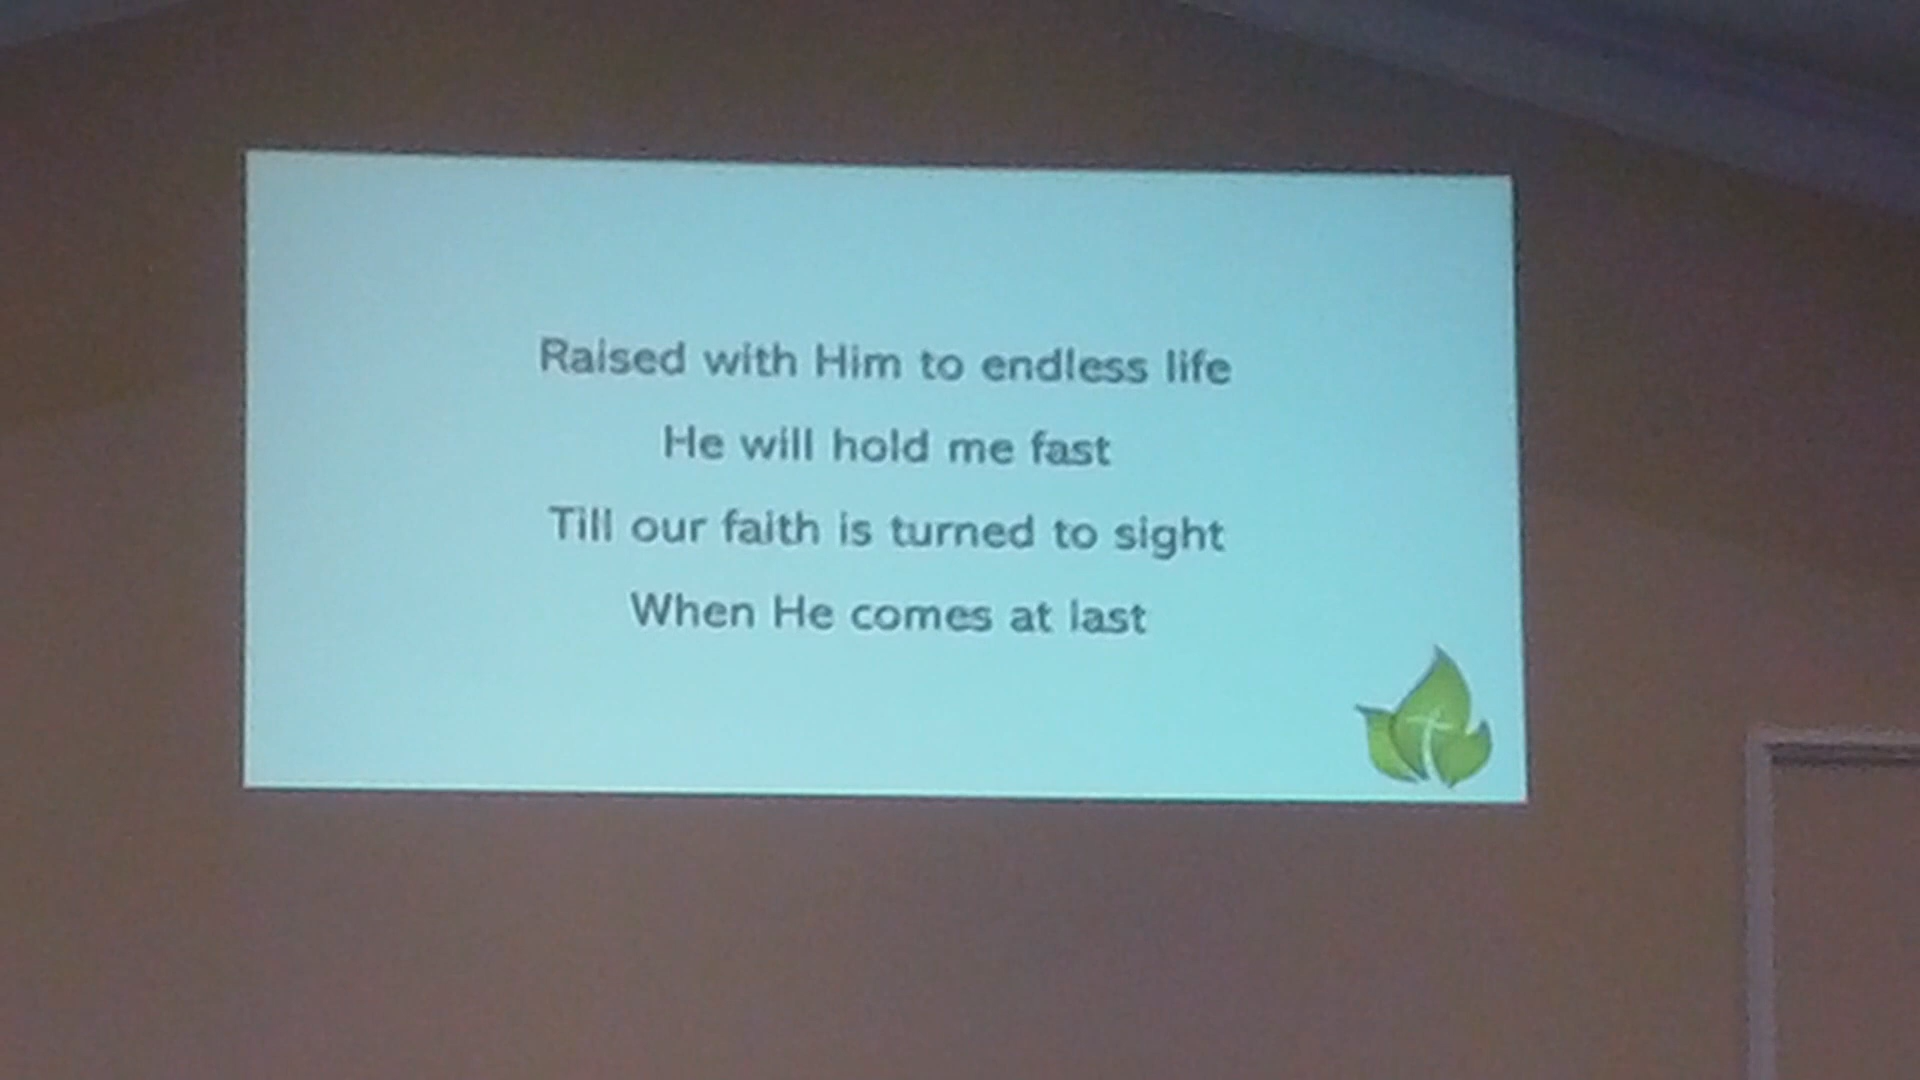 Raised with Him to endless life
He will hold me fast
Till our faith is turned to sight
When He comes at last